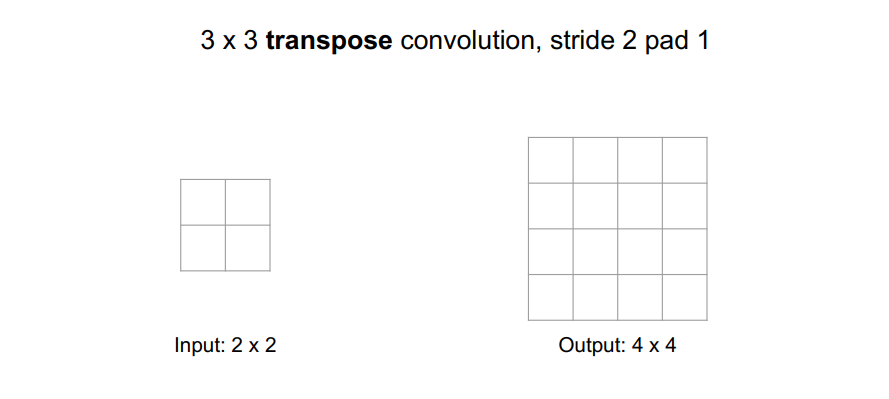 3 x 3 transpose convolution, stride 2 pad 1
Input: 2 x 2
Output: 4 x 4